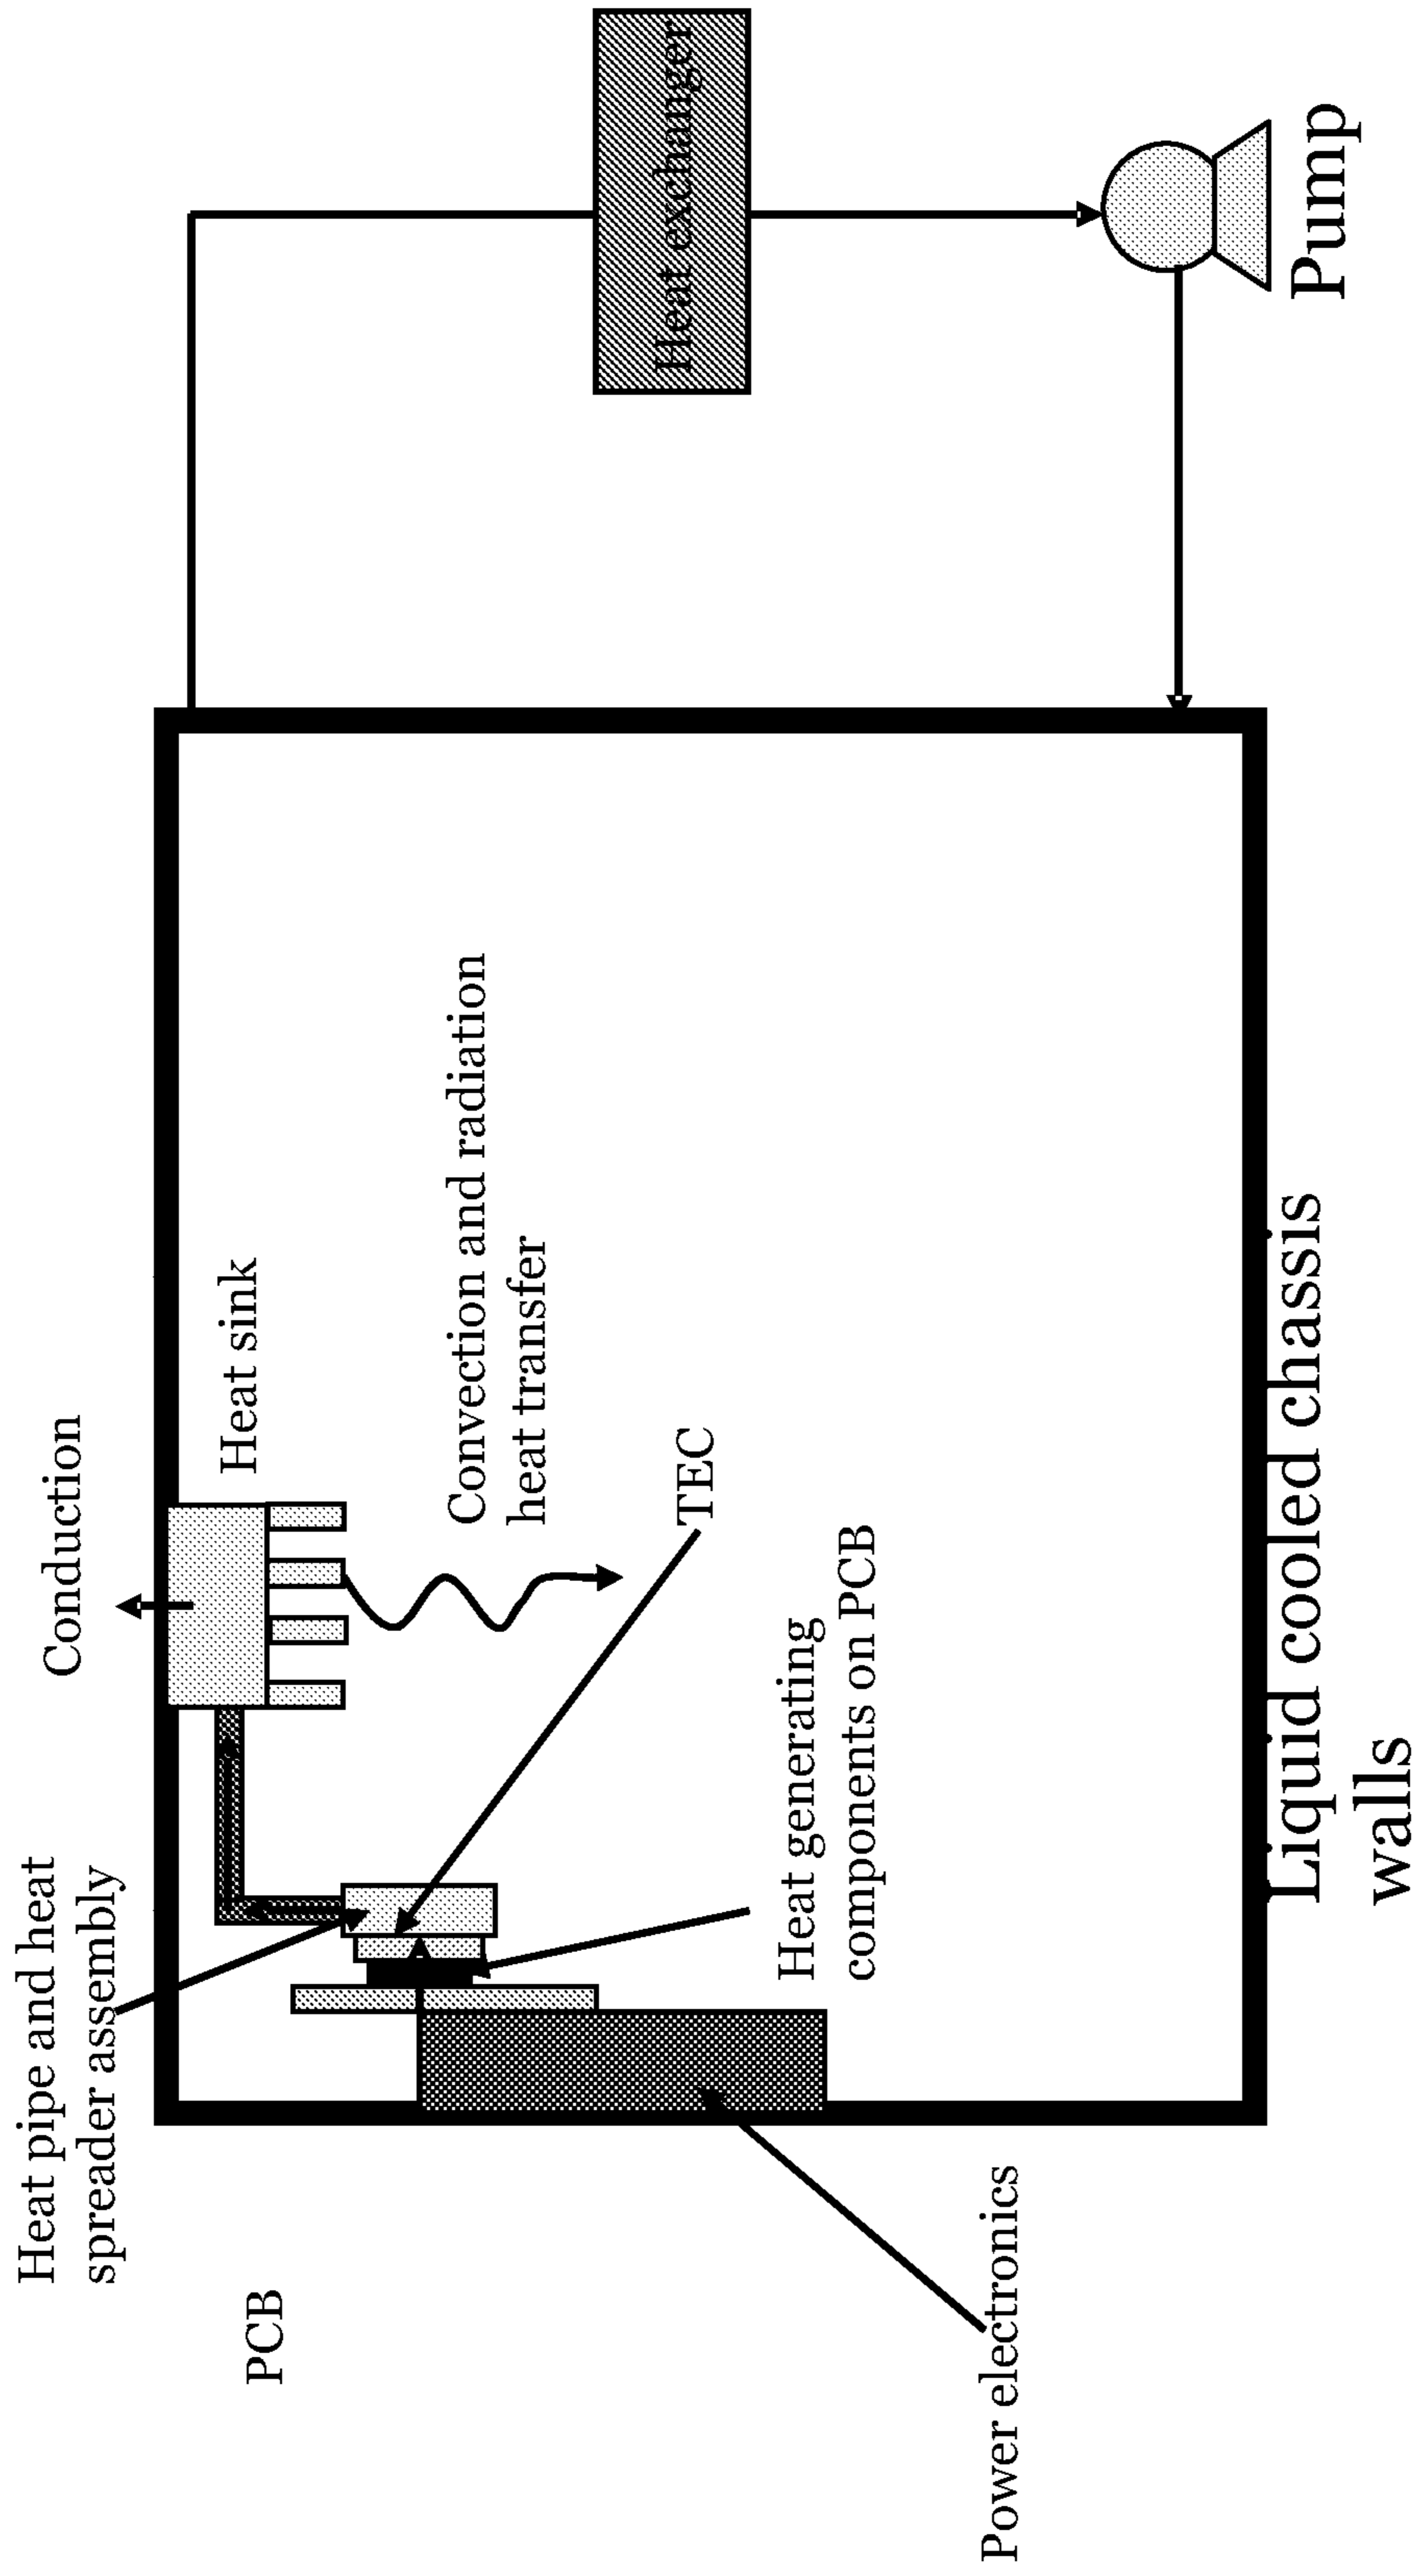 Heat pipe and heat
spreader assembly
Conduction
Heat sink
PCB
Convection and radiation
heat transfer
TEC
Heat exchanger
Heat generating
components on PCB
Power electronics
Liquid cooled chassis
walls
Pump